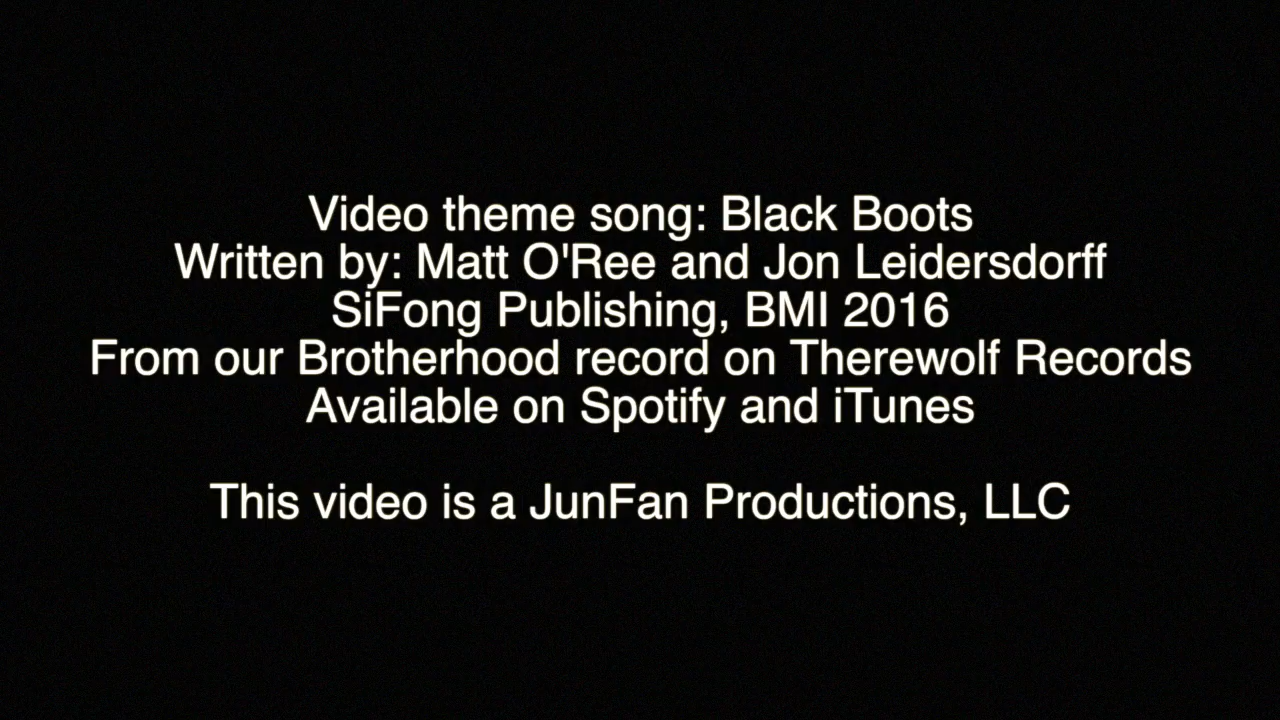 Video theme song: Black Boots
Written by: Matt O'Ree and Jon Leidersdorff
SiFong Publishing, BMI 2016
From our Brotherhood record on Therewolf Records
Available on Spotify and iTunes
This video is a JunFan Productions, LLC